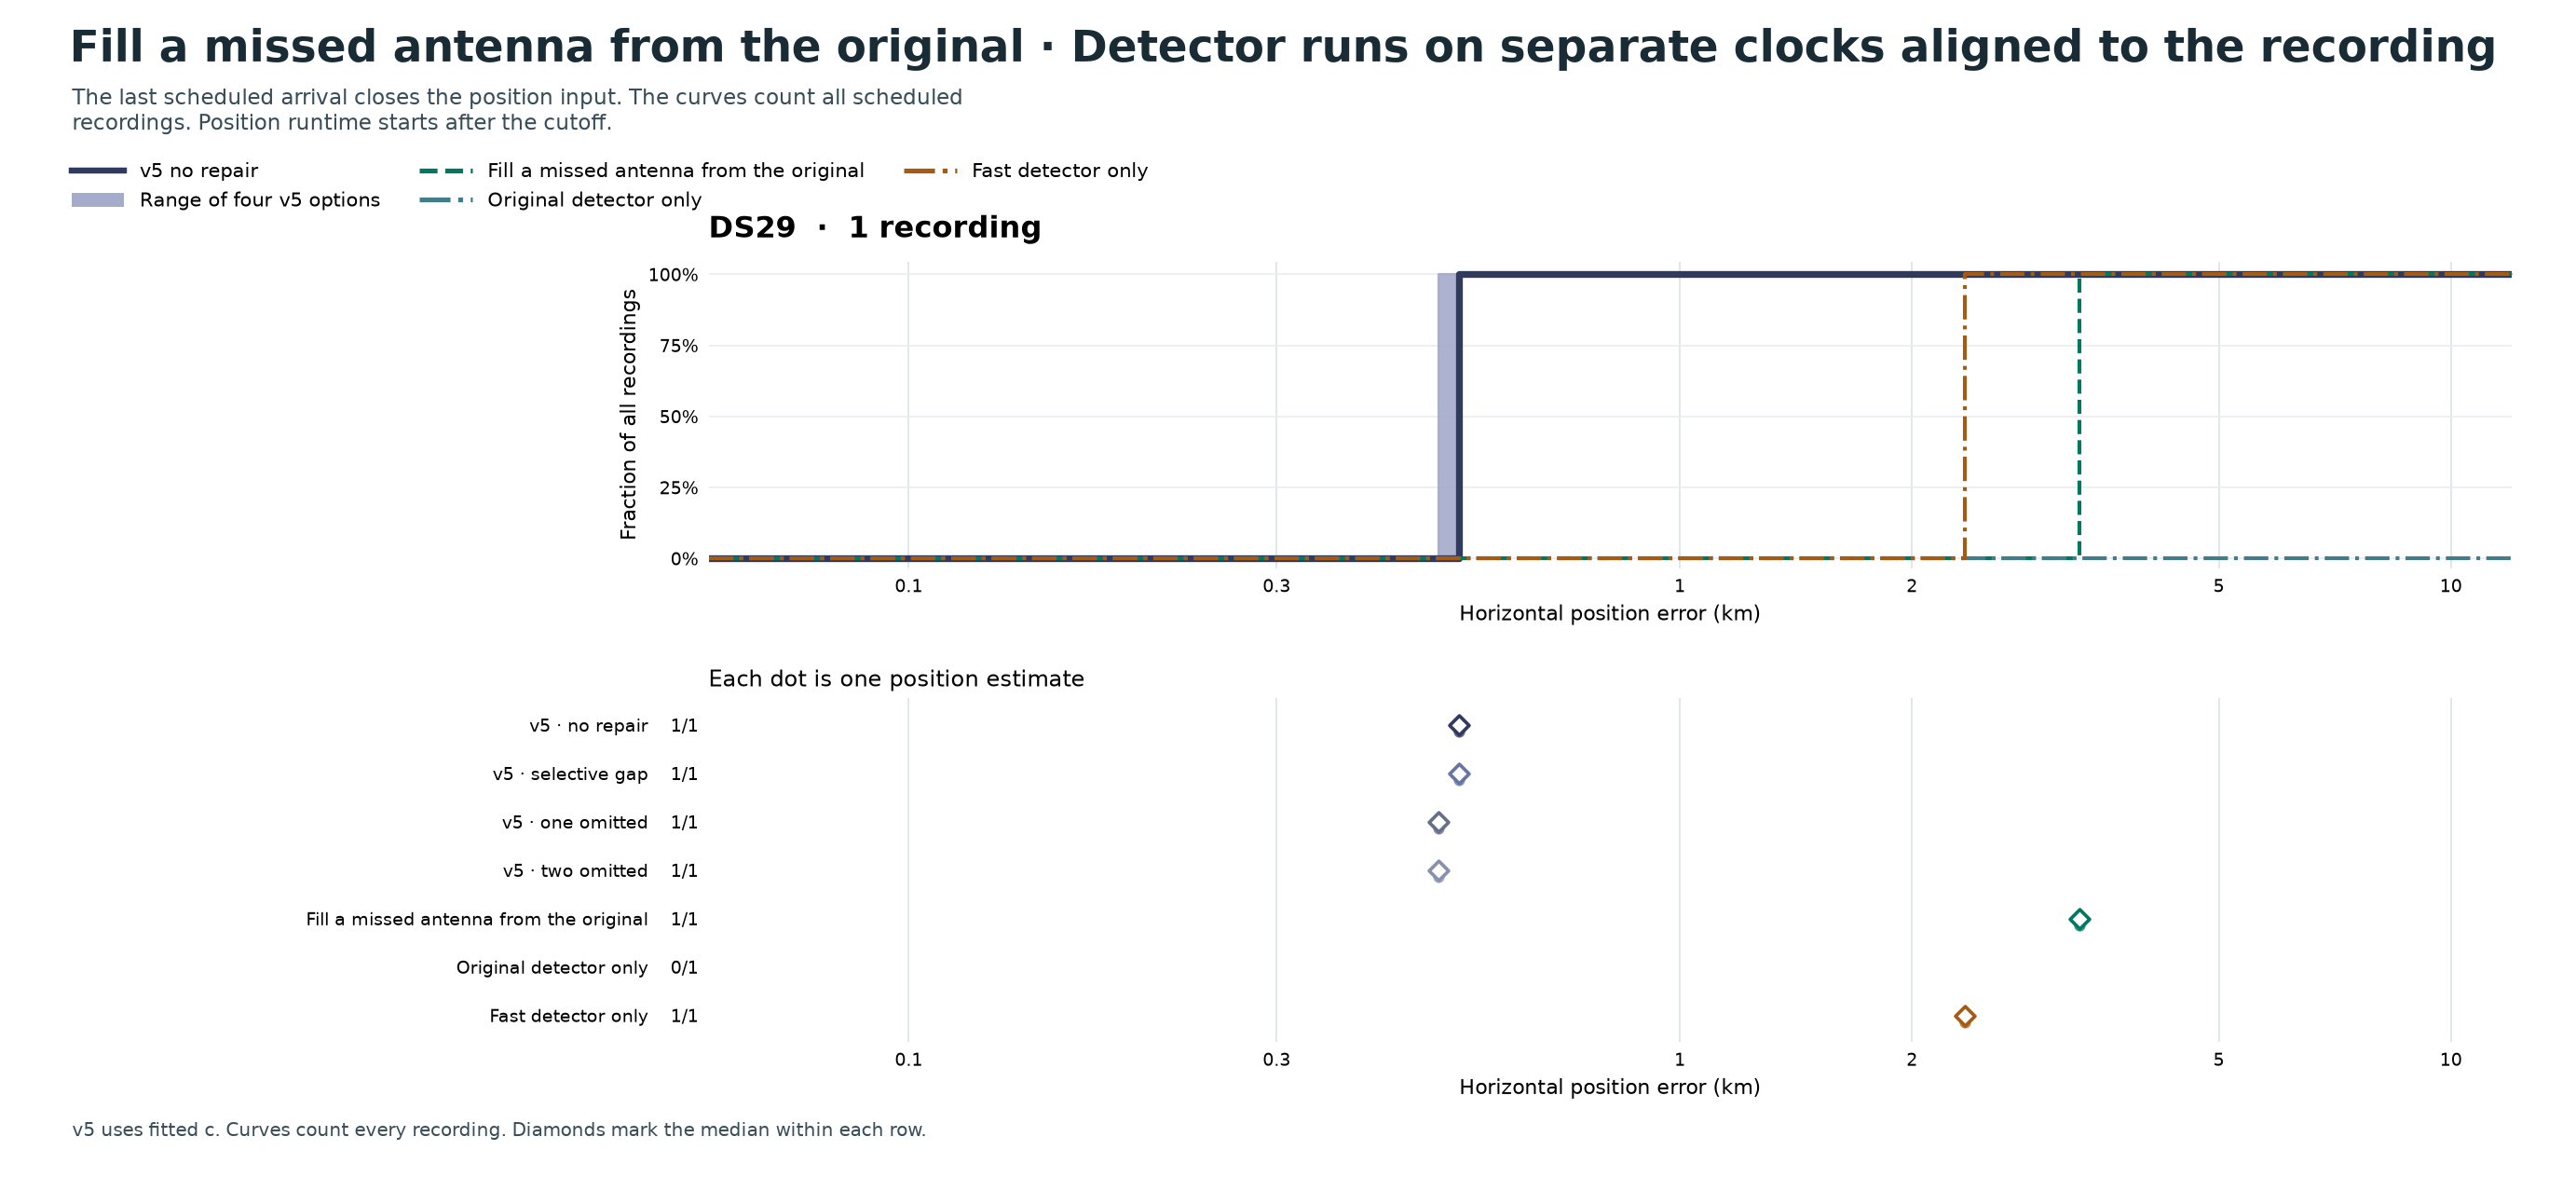 Fill a missed antenna from the original · Detector runs on separate clocks aligned to the recording
The last scheduled arrival closes the position input. The curves count all scheduled
recordings. Position runtime starts after the cutoff.
v5 no repair
Fill a missed antenna from the original
Fast detector only
Range of four v5 options
Original detector only
DS29 · 1 recording
Fraction of all recordings
100%
75%
50%
25%
0%
0.1 0.3 1 2 5 10
Horizontal position error (km)
Each dot is one position estimate
v5 · no repair 1/1
v5 · selective gap 1/1
v5 · one omitted 1/1
v5 · two omitted 1/1
Fill a missed antenna from the original 1/1
Original detector only 0/1
Fast detector only 1/1
0.1 0.3 1 2 5 10
Horizontal position error (km)
v5 uses fitted c. Curves count every recording. Diamonds mark the median within each row.